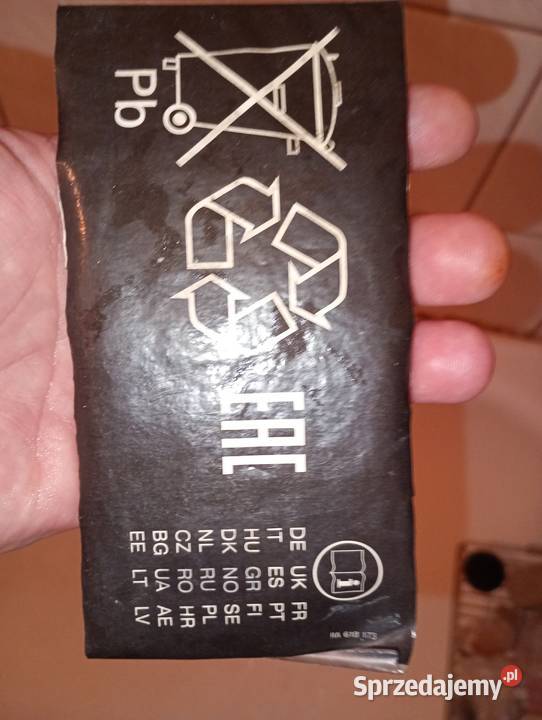 Pb
EAC
DE UK FR
IT ES PT
HU GR FI
DK NO SE
NL RU PL
CZ RO HR
BG UA AE
EE LT LV
Sprzedajemy.pl